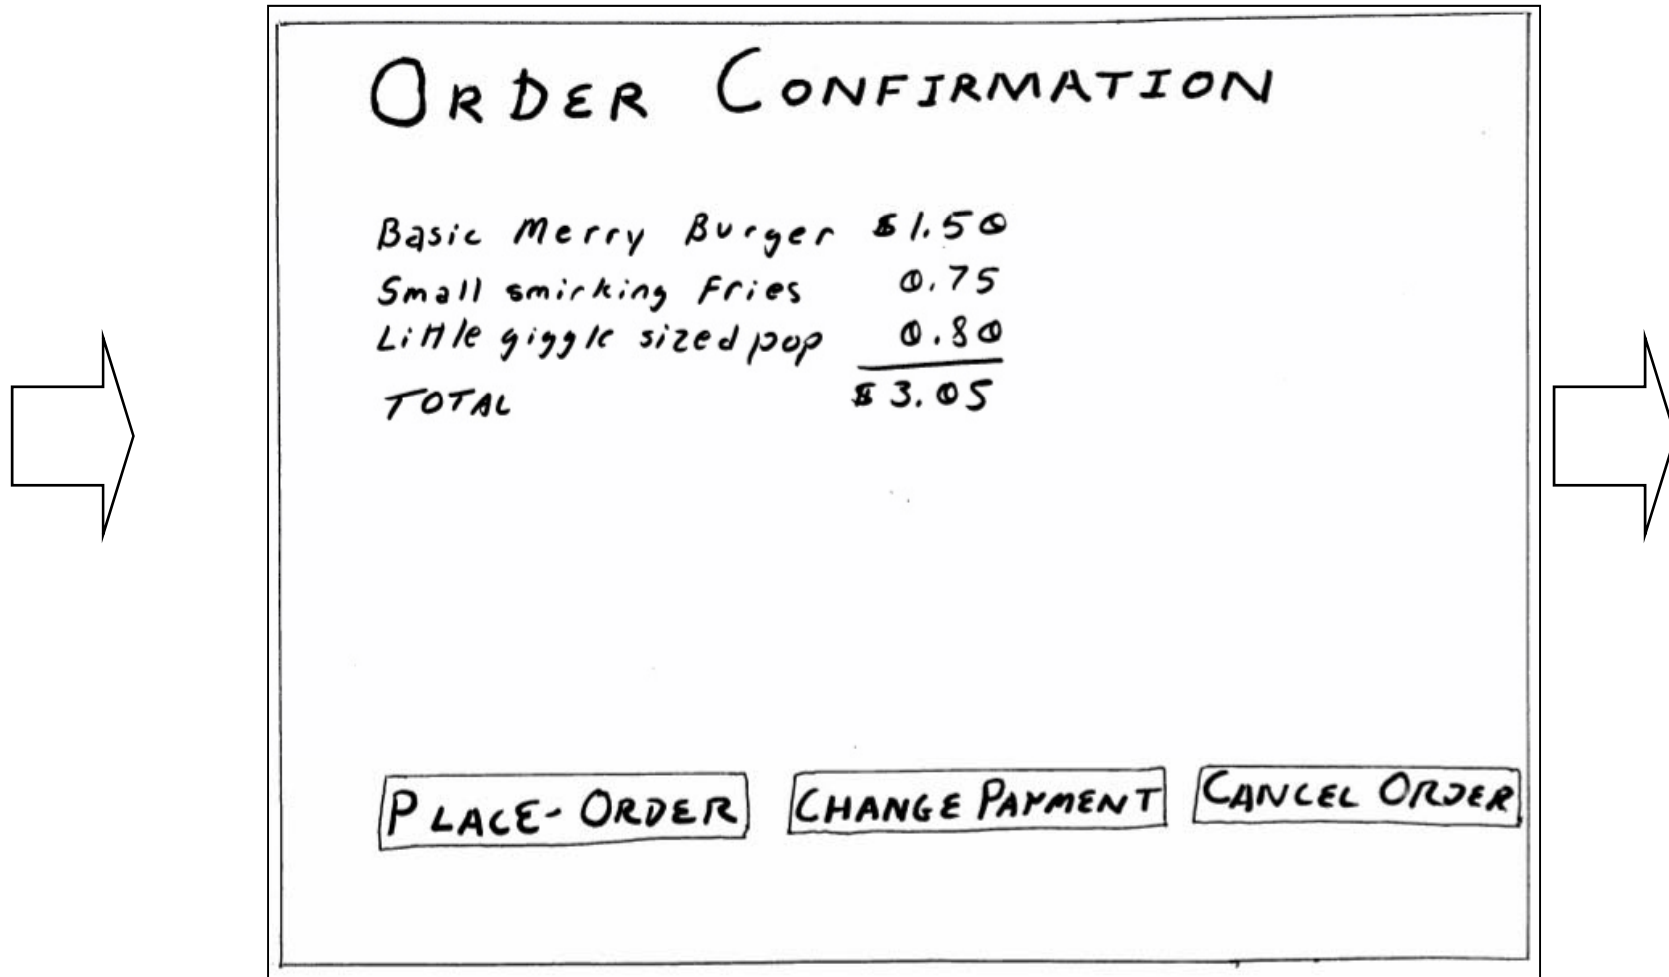 ORDER CONFIRMATION
Basic Merry Burger $1.50
Small smirking Fries 0.75
Little giggle sized pop 0.80
TOTAL $3.05
PLACE-ORDER CHANGE PAYMENT CANCEL ORDER